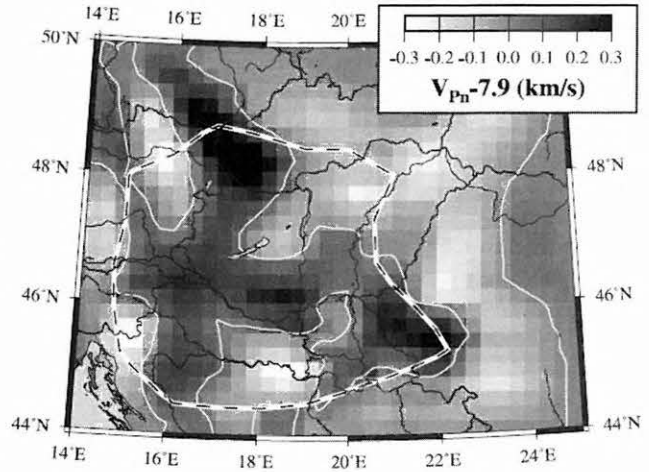 14˚E 16˚E 18˚E 20˚E
50˚N
-0.3 -0.2 -0.1 0.0 0.1 0.2 0.3
V_Pn-7.9 (km/s)
48˚N 48˚N
46˚N 46˚N
44˚N 44˚N
14˚E 16˚E 18˚E 20˚E 22˚E 24˚E